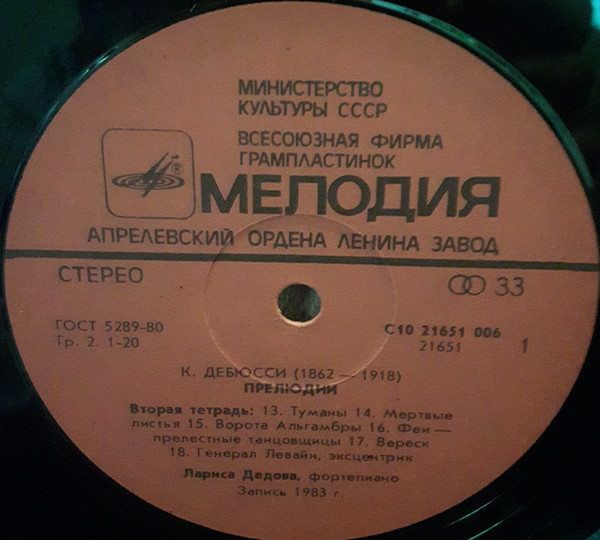 МИНИСТЕРСТВО
КУЛЬТУРЫ СССР
ВСЕСОЮЗНАЯ ФИРМА
ГРАМПЛАСТИНОК
МЕЛОДИЯ
АПРЕЛЕВСКИЙ ОРДЕНА ЛЕНИНА ЗАВОД
СТЕРЕО 33
ГОСТ 5289-80 С10 21651 006
Гр. 2. 1-20 21651 1
К. ДЕБЮССИ (1862 — 1918)
ПРЕЛЮДИИ
Вторая тетрадь: 13. Туманы 14. Мертвые
листья 15. Ворота Альгамбры 16. Феи —
прелестные танцовщицы 17. Вереск
18. Генерал Левайн, эксцентрик
Лариса Дедова, фортепиано
Запись 1983 г.